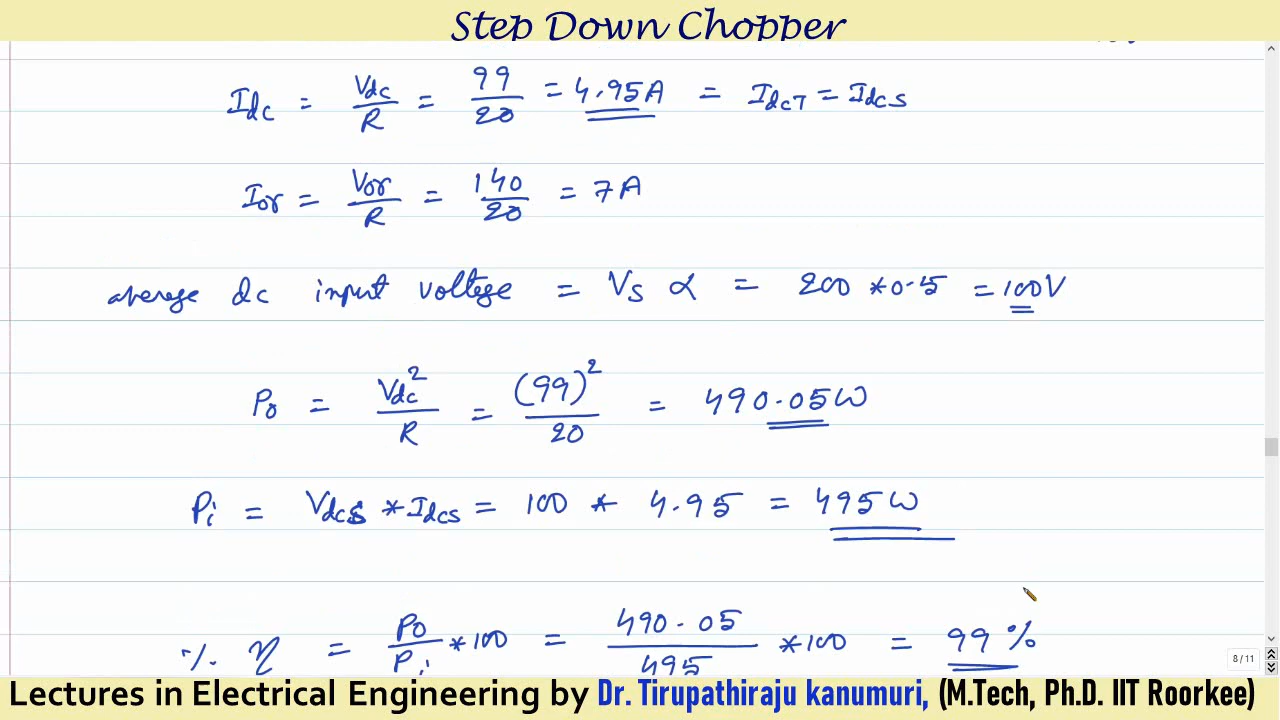 Step Down Chopper
Idc = Vdc/R = 99/20 = 4.95A = IdcT = Idcs
Ior = Vor/R = 140/20 = 7A
average dc input voltage = Vs α = 200 * 0.5 = 100V
Po = Vdc²/R = (99)²/20 = 490.05W
Pi = Vdcs * Idcs = 100 * 4.95 = 495W
% η = Po/Pi * 100 = 490.05/495 * 100 = 99%
8 / 11
Lectures in Electrical Engineering by Dr. Tirupathiraju kanumuri, (M.Tech, Ph.D. IIT Roorkee)